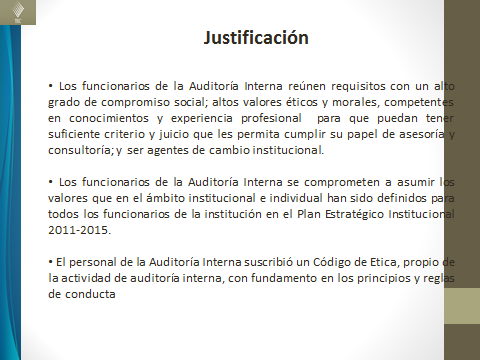 Justificación
• Los funcionarios de la Auditoría Interna reúnen requisitos con un alto
grado de compromiso social; altos valores éticos y morales, competentes
en conocimientos y experiencia profesional para que puedan tener
suficiente criterio y juicio que les permita cumplir su papel de asesoría y
consultoría; y ser agentes de cambio institucional.
• Los funcionarios de la Auditoría Interna se comprometen a asumir los
valores que en el ámbito institucional e individual han sido definidos para
todos los funcionarios de la institución en el Plan Estratégico Institucional
2011-2015.
• El personal de la Auditoría Interna suscribió un Código de Etica, propio de
la actividad de auditoría interna, con fundamento en los principios y reglas
de conducta